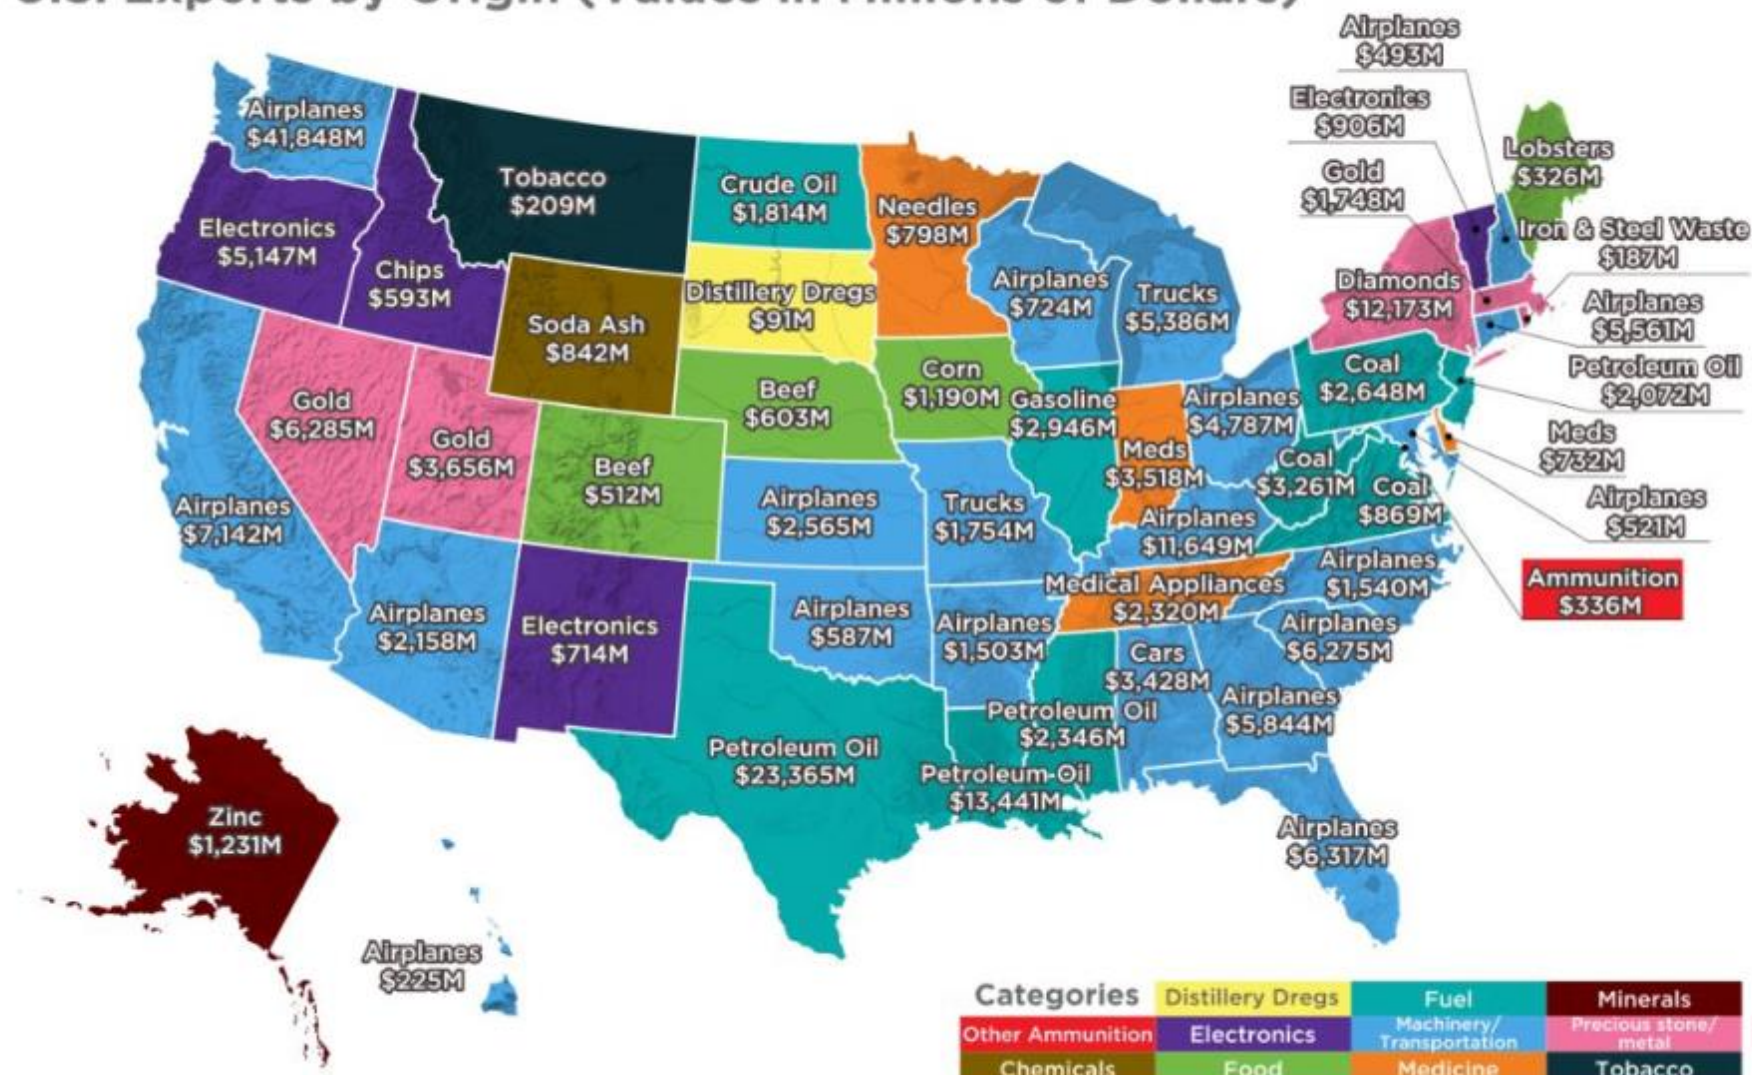 U.S. Exports by Origin (Values in Millions of Dollars)
Airplanes
$493M
Electronics
$906M
Gold
$1,748M
Airplanes
$41,848M
Electronics
$5,147M
Chips
$593M
Tobacco
$209M
Crude Oil
$1,814M
Needles
$798M
Lobsters
$326M
Iron & Steel Waste
$187M
Diamonds
$12,173M
Airplanes
$5,561M
Distillery Dregs
$91M
Airplanes
$724M
Trucks
$5,386M
Soda Ash
$842M
Petroleum Oil
$2,072M
Coal
$2,648M
Corn
$1,190M
Gasoline
$2,946M
Airplanes
$4,787M
Beef
$603M
Gold
$6,285M
Gold
$3,656M
Beef
$512M
Meds
$3,518M
Coal
$3,261M
Coal
$869M
Meds
$732M
Airplanes
$521M
Airplanes
$7,142M
Airplanes
$2,565M
Trucks
$1,754M
Airplanes
$11,649M
Airplanes
$1,540M
Ammunition
$336M
Medical Appliances
$2,320M
Airplanes
$2,158M
Electronics
$714M
Airplanes
$587M
Airplanes
$1,503M
Airplanes
$6,275M
Cars
$3,428M
Airplanes
$5,844M
Petroleum Oil
$2,346M
Petroleum Oil
$23,365M
Petroleum-Oil
$13,441M
Zinc
$1,231M
Airplanes
$6,317M
Airplanes
$225M
Categories
Distillery Dregs
Fuel
Minerals
Other Ammunition
Electronics
Machinery/
Transportation
Precious stone/
metal
Chemicals
Food
Medicine
Tobacco